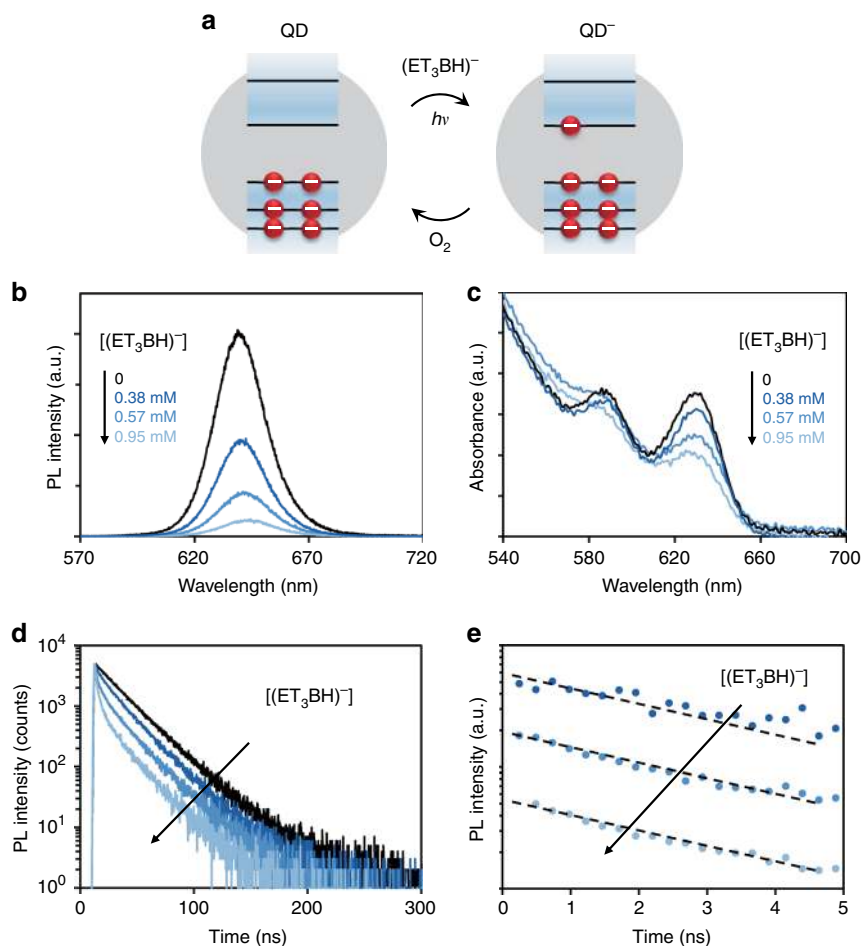 a
QD
QD⁻
(ET₃BH)⁻
hν
O₂
b
PL intensity (a.u.)
[(ET₃BH)⁻]
0
0.38 mM
0.57 mM
0.95 mM
570
620
670
720
Wavelength (nm)
c
Absorbance (a.u.)
[(ET₃BH)⁻]
0
0.38 mM
0.57 mM
0.95 mM
540
580
620
660
700
Wavelength (nm)
d
PL intensity (counts)
10⁴
10³
10²
10¹
10⁰
[(ET₃BH)⁻]
0
100
200
300
Time (ns)
e
PL intensity (a.u.)
[(ET₃BH)⁻]
0
1
2
3
4
5
Time (ns)